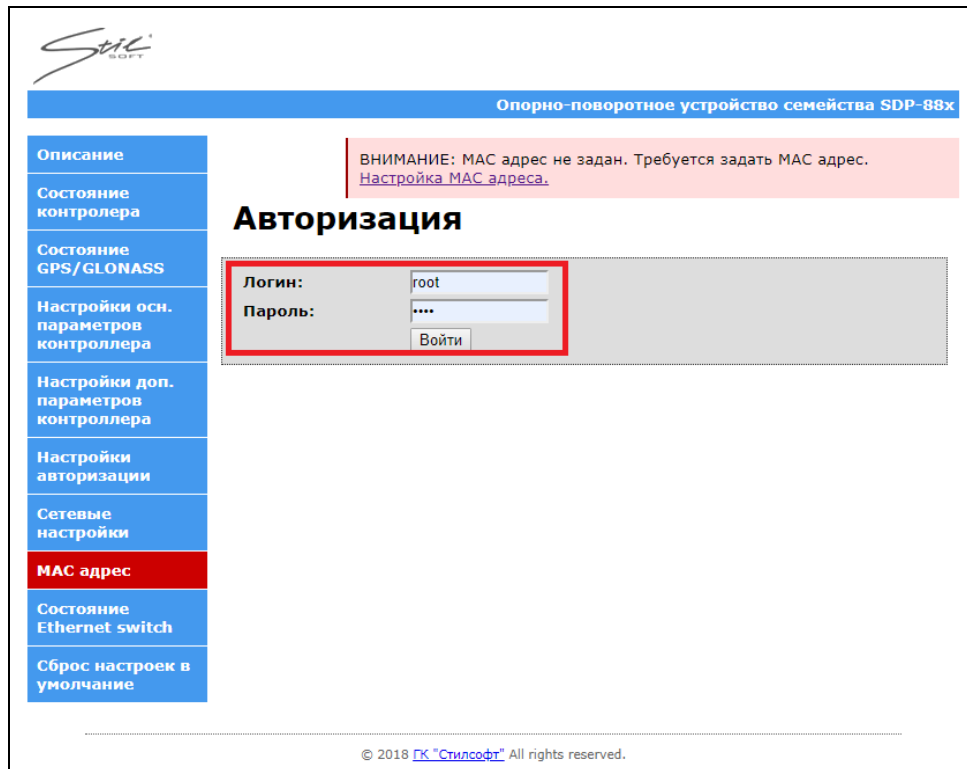 Stil
SOFT
Опорно-поворотное устройство семейства SDP-88x
Описание
Состояние
контролера
Состояние
GPS/GLONASS
Настройки осн.
параметров
контроллера
Настройки доп.
параметров
контроллера
Настройки
авторизации
Сетевые
настройки
MAC адрес
Состояние
Ethernet switch
Сброс настроек в
умолчание
ВНИМАНИЕ: MAC адрес не задан. Требуется задать MAC адрес.
Настройка MAC адреса.
Авторизация
Логин: root
Пароль: ••••
Войти
© 2018 ГК "Стилсофт" All rights reserved.